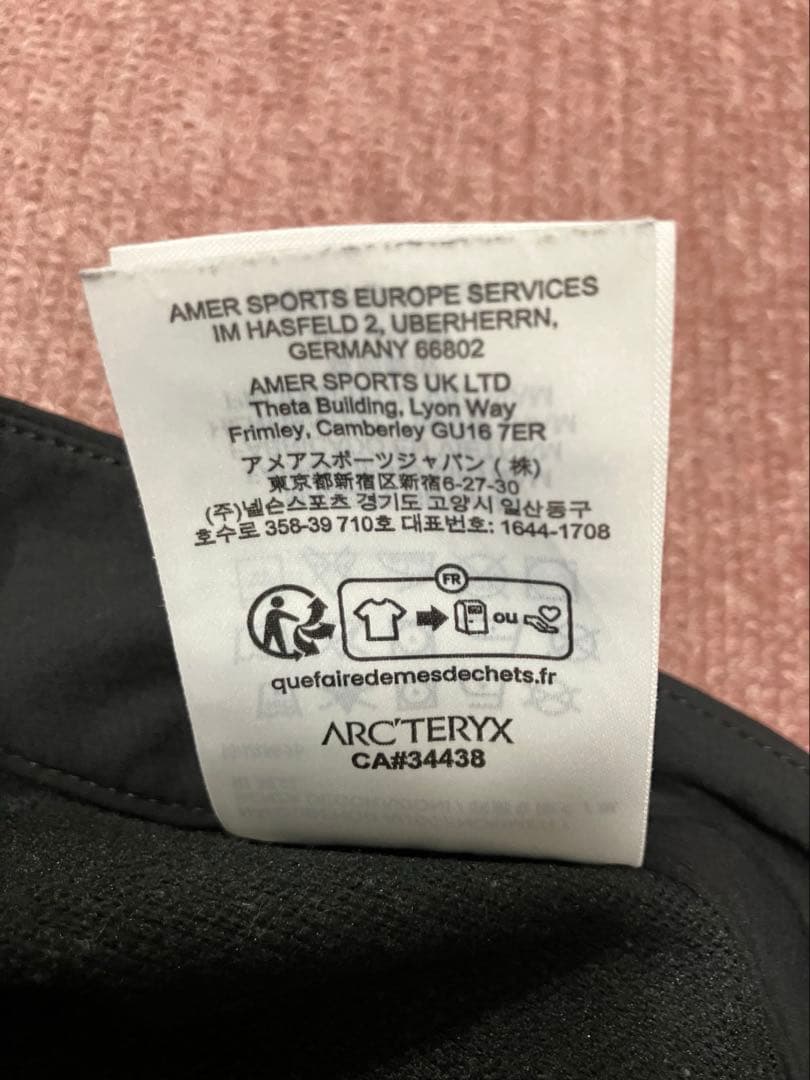 AMER SPORTS EUROPE SERVICES
IM HASFELD 2, UBERHERRN,
GERMANY 66802
AMER SPORTS UK LTD
Theta Building, Lyon Way
Frimley, Camberley GU16 7ER
アメアスポーツジャパン (株)
東京都新宿区新宿6-27-30
(주)넬슨스포츠 경기도 고양시 일산동구
호수로 358-39 710호 대표번호: 1644-1708
FR
ou
quefairedemesdechets.fr
ARC'TERYX
CA#34438